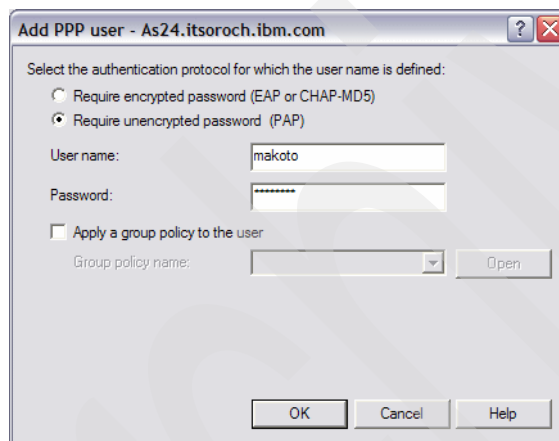 Add PPP user - As24.itsoroch.ibm.com
Select the authentication protocol for which the user name is defined:
Require encrypted password (EAP or CHAP-MD5)
Require unencrypted password (PAP)
User name: makoto
Password: ********
Apply a group policy to the user
Group policy name: Open
OK Cancel Help